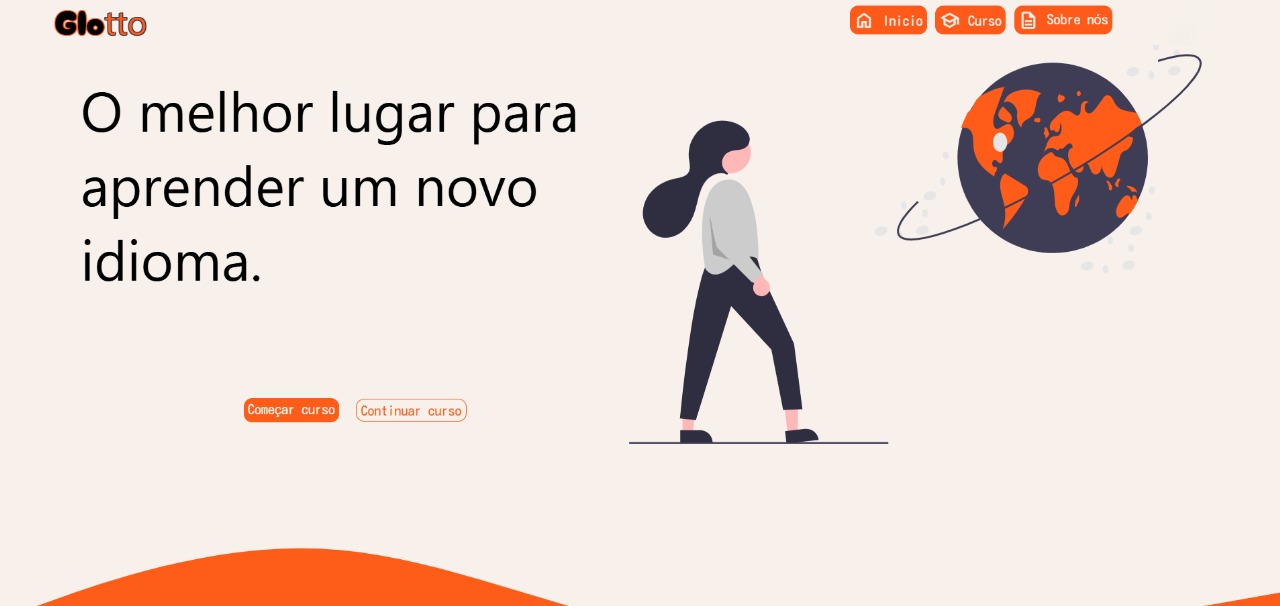 Glotto
Inicio
Curso
Sobre nós
O melhor lugar para
aprender um novo
idioma.
Começar curso
Continuar curso